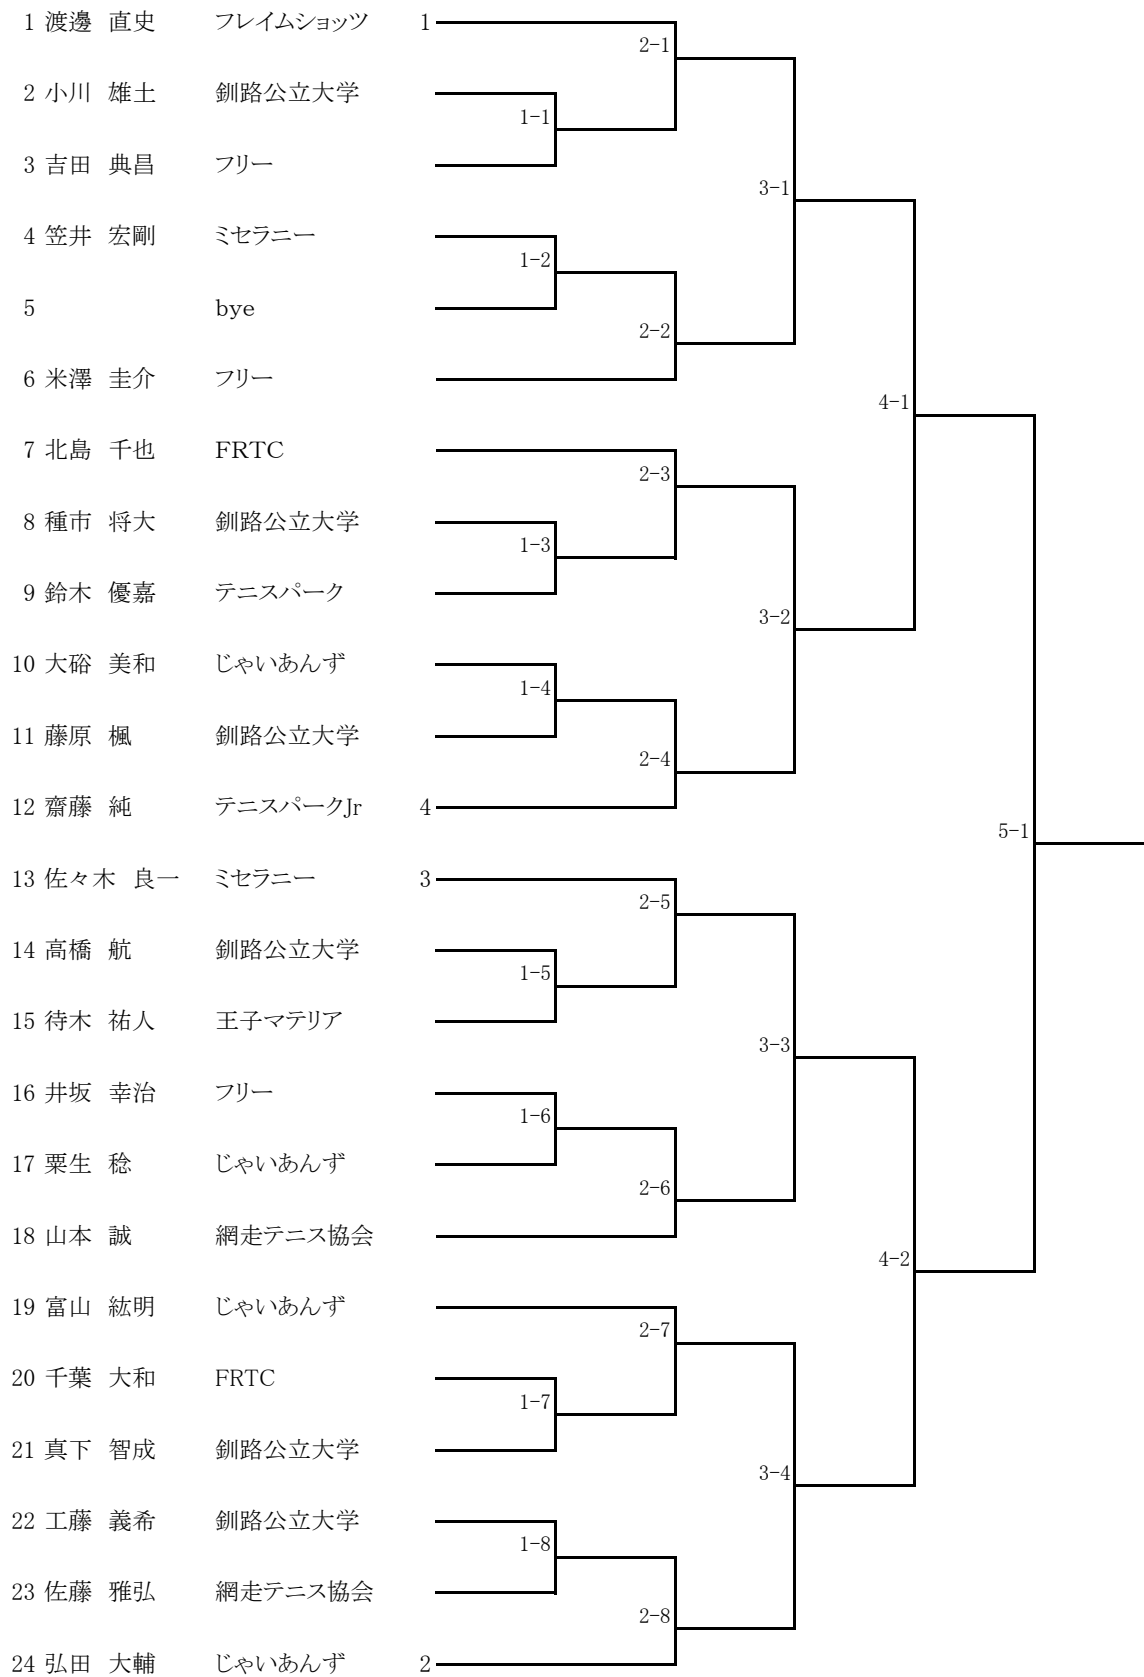 1 渡邊 直史 フレイムショッツ 1
2-1
2 小川 雄士 釧路公立大学
1-1
3 吉田 典昌 フリー
3-1
4 笠井 宏剛 ミセラニー
1-2
5 bye
2-2
6 米澤 圭介 フリー
4-1
7 北島 千也 FRTC
2-3
8 種市 将大 釧路公立大学
1-3
9 鈴木 優嘉 テニスパーク
3-2
10 大硲 美和 じゃいあんず
1-4
11 藤原 楓 釧路公立大学
2-4
12 齋藤 純 テニスパークJr 4
5-1
13 佐々木 良一 ミセラニー 3
2-5
14 高橋 航 釧路公立大学
1-5
15 待木 祐人 王子マテリア
3-3
16 井坂 幸治 フリー
1-6
17 粟生 稔 じゃいあんず
2-6
18 山本 誠 網走テニス協会
4-2
19 富山 紘明 じゃいあんず
2-7
20 千葉 大和 FRTC
1-7
21 真下 智成 釧路公立大学
3-4
22 工藤 義希 釧路公立大学
1-8
23 佐藤 雅弘 網走テニス協会
2-8
24 弘田 大輔 じゃいあんず 2